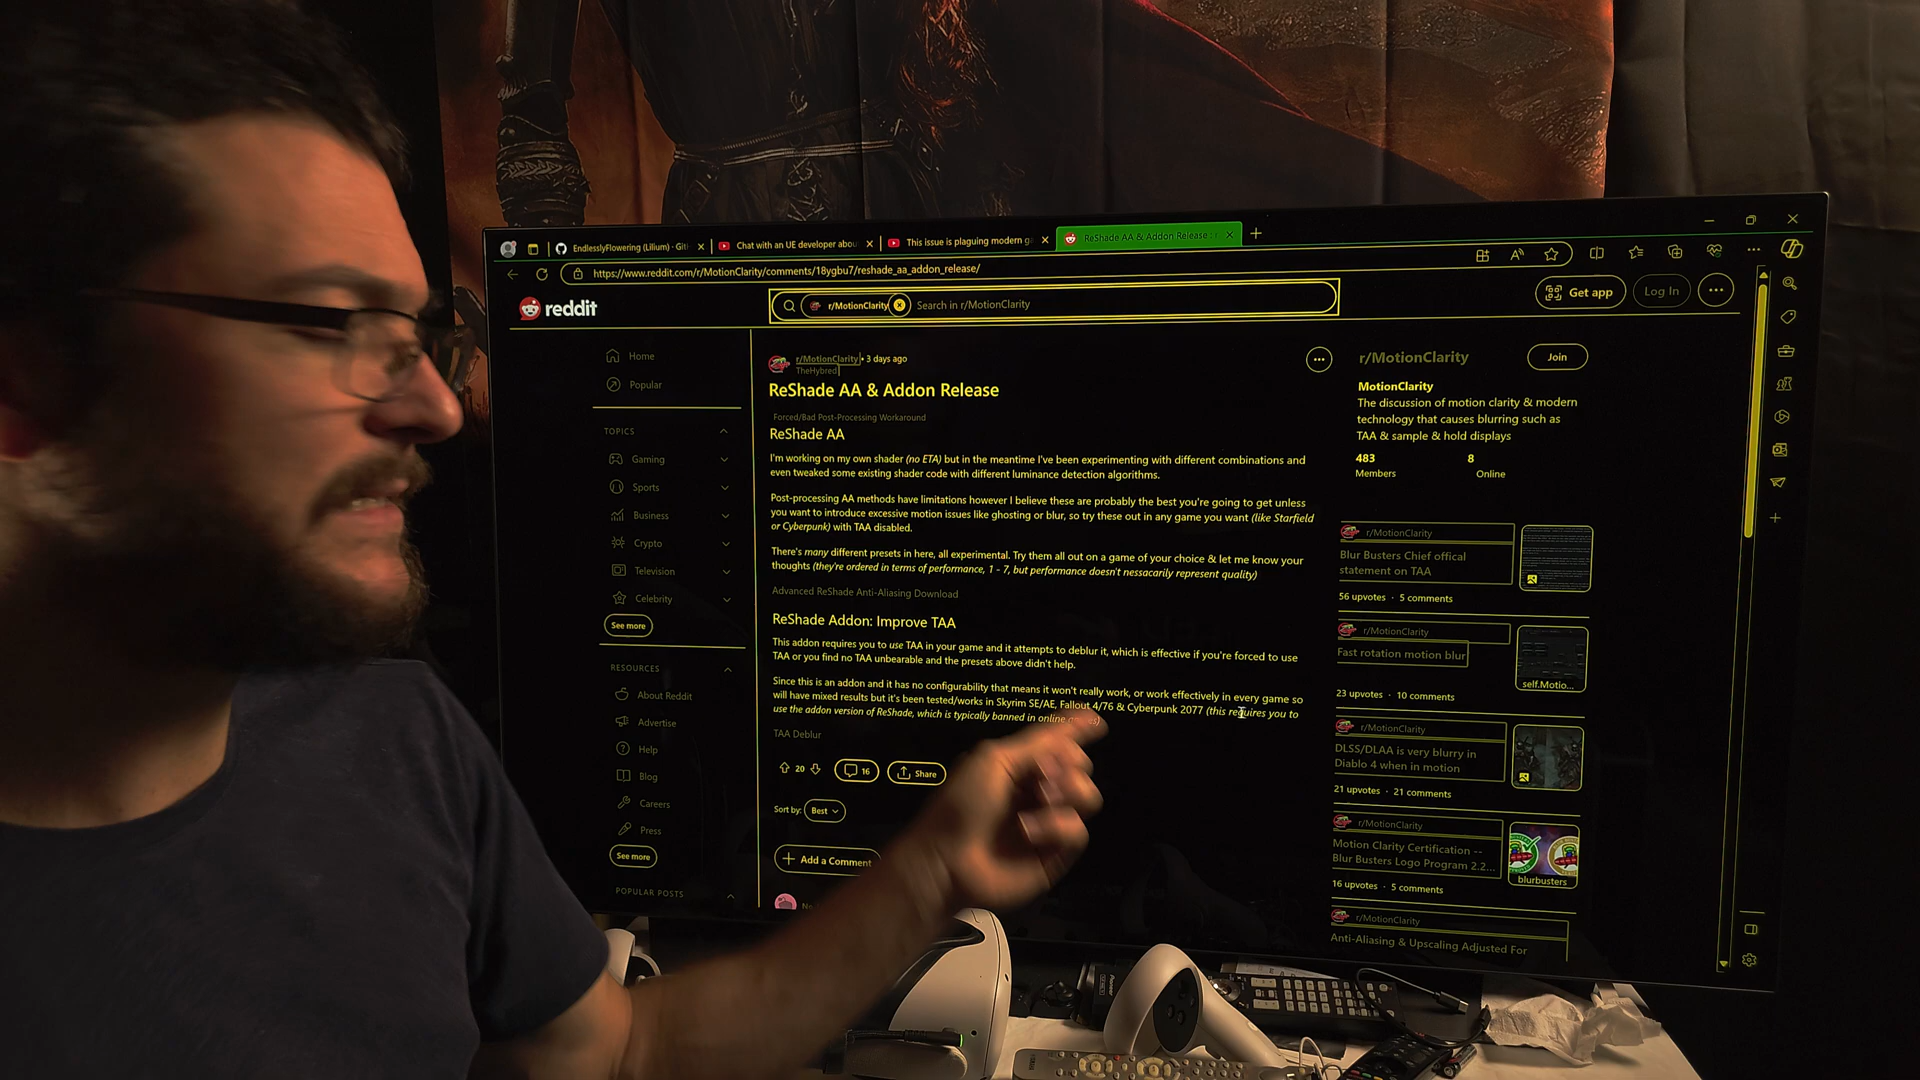 EndlesslyFlowering (Lilium) · Git
Chat with an UE developer abou
This issue is plaguing modern ga
ReShade AA & Addon Release :
https://www.reddit.com/r/MotionClarity/comments/18ygbu7/reshade_aa_addon_release/
reddit
r/MotionClarity
Search in r/MotionClarity
Get app
Log In
Home
Popular
TOPICS
Gaming
Sports
Business
Crypto
Television
Celebrity
See more
RESOURCES
About Reddit
Advertise
Help
Blog
Careers
Press
See more
POPULAR POSTS
r/MotionClarity • 3 days ago
TheHybred
ReShade AA & Addon Release
Forced/Bad Post-Processing Workaround
ReShade AA
I'm working on my own shader (no ETA) but in the meantime I've been experimenting with different combinations and
even tweaked some existing shader code with different luminance detection algorithms.
Post-processing AA methods have limitations however I believe these are probably the best you're going to get unless
you want to introduce excessive motion issues like ghosting or blur, so try these out in any game you want (like Starfield
or Cyberpunk) with TAA disabled.
There's many different presets in here, all experimental. Try them all out on a game of your choice & let me know your
thoughts (they're ordered in terms of performance, 1 - 7, but performance doesn't nessacarily represent quality)
Advanced ReShade Anti-Aliasing Download
ReShade Addon: Improve TAA
This addon requires you to use TAA in your game and it attempts to deblur it, which is effective if you're forced to use
TAA or you find no TAA unbearable and the presets above didn't help.
Since this is an addon and it has no configurability that means it won't really work, or work effectively in every game so
will have mixed results but it's been tested/works in Skyrim SE/AE, Fallout 4/76 & Cyberpunk 2077 (this requires you to
use the addon version of ReShade, which is typically banned in online
TAA Deblur
20
16
Share
Sort by: Best
Add a Comment
r/MotionClarity
Join
MotionClarity
The discussion of motion clarity & modern
technology that causes blurring such as
TAA & sample & hold displays
483
8
Members
Online
r/MotionClarity
Blur Busters Chief offical
statement on TAA
56 upvotes · 5 comments
r/MotionClarity
Fast rotation motion blur
self.Motio...
23 upvotes · 10 comments
r/MotionClarity
DLSS/DLAA is very blurry in
Diablo 4 when in motion
21 upvotes · 21 comments
r/MotionClarity
Motion Clarity Certification --
Blur Busters Logo Program 2.2...
blurbusters
16 upvotes · 5 comments
r/MotionClarity
Anti-Aliasing & Upscaling Adjusted For